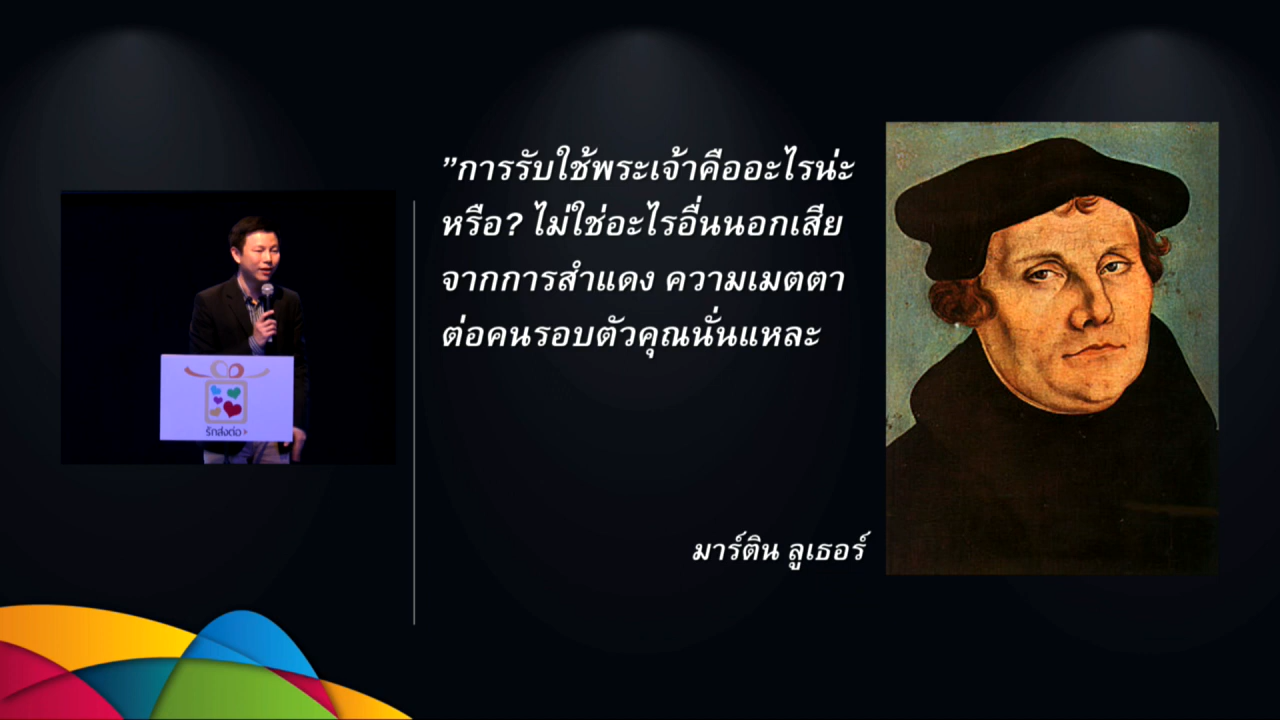 รักส่งต่อ >
”การรับใช้พระเจ้าคืออะไรน่ะ
หรือ? ไม่ใช่อะไรอื่นนอกเสีย
จากการสำแดง ความเมตตา
ต่อคนรอบตัวคุณนั่นแหละ
มาร์ติน ลูเธอร์